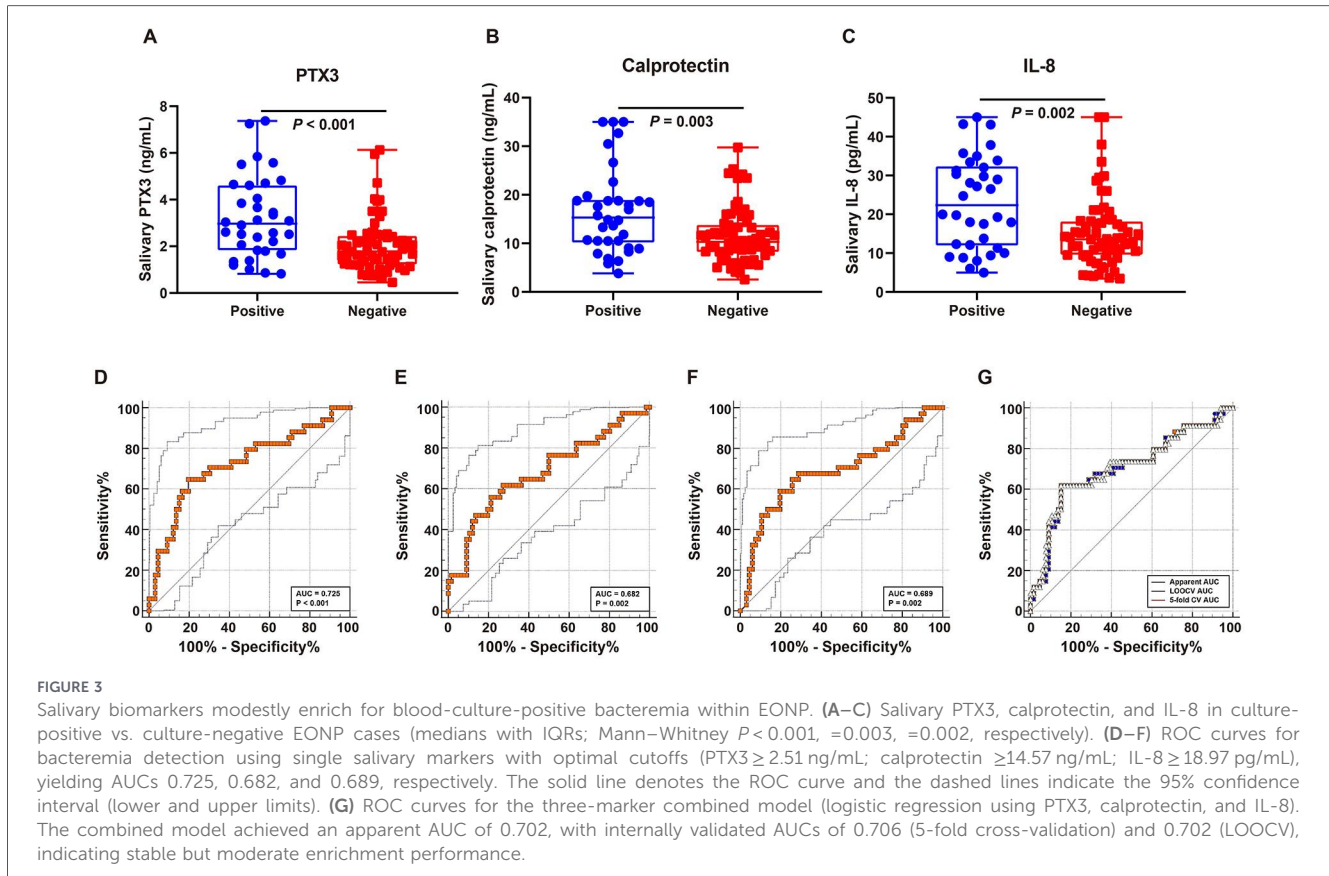 A
PTX3
Salivary PTX3 (ng/mL)
8
6
4
2
0
P < 0.001
Positive
Negative
B
Calprotectin
Salivary calprotectin (ng/mL)
40
30
20
10
0
P = 0.003
Positive
Negative
C
IL-8
Salivary IL-8 (pg/mL)
50
40
30
20
10
0
P = 0.002
Positive
Negative
D
Sensitivity%
100
80
60
40
20
0
0 20 40 60 80 100
100% - Specificity%
AUC = 0.725
P < 0.001
E
Sensitivity%
100
80
60
40
20
0
0 20 40 60 80 100
100% - Specificity%
AUC = 0.682
P = 0.002
F
Sensitivity%
100
80
60
40
20
0
0 20 40 60 80 100
100% - Specificity%
AUC = 0.689
P = 0.002
G
Sensitivity%
100
80
60
40
20
0
0 20 40 60 80 100
100% - Specificity%
Apparent AUC
LOOCV AUC
5-fold CV AUC
FIGURE 3
Salivary biomarkers modestly enrich for blood-culture-positive bacteremia within EONP. (A–C) Salivary PTX3, calprotectin, and IL-8 in culture-
positive vs. culture-negative EONP cases (medians with IQRs; Mann–Whitney P < 0.001, =0.003, =0.002, respectively). (D–F) ROC curves for
bacteremia detection using single salivary markers with optimal cutoffs (PTX3 ≥ 2.51 ng/mL; calprotectin ≥14.57 ng/mL; IL-8 ≥ 18.97 pg/mL),
yielding AUCs 0.725, 0.682, and 0.689, respectively. The solid line denotes the ROC curve and the dashed lines indicate the 95% confidence
interval (lower and upper limits). (G) ROC curves for the three-marker combined model (logistic regression using PTX3, calprotectin, and IL-8).
The combined model achieved an apparent AUC of 0.702, with internally validated AUCs of 0.706 (5-fold cross-validation) and 0.702 (LOOCV),
indicating stable but moderate enrichment performance.